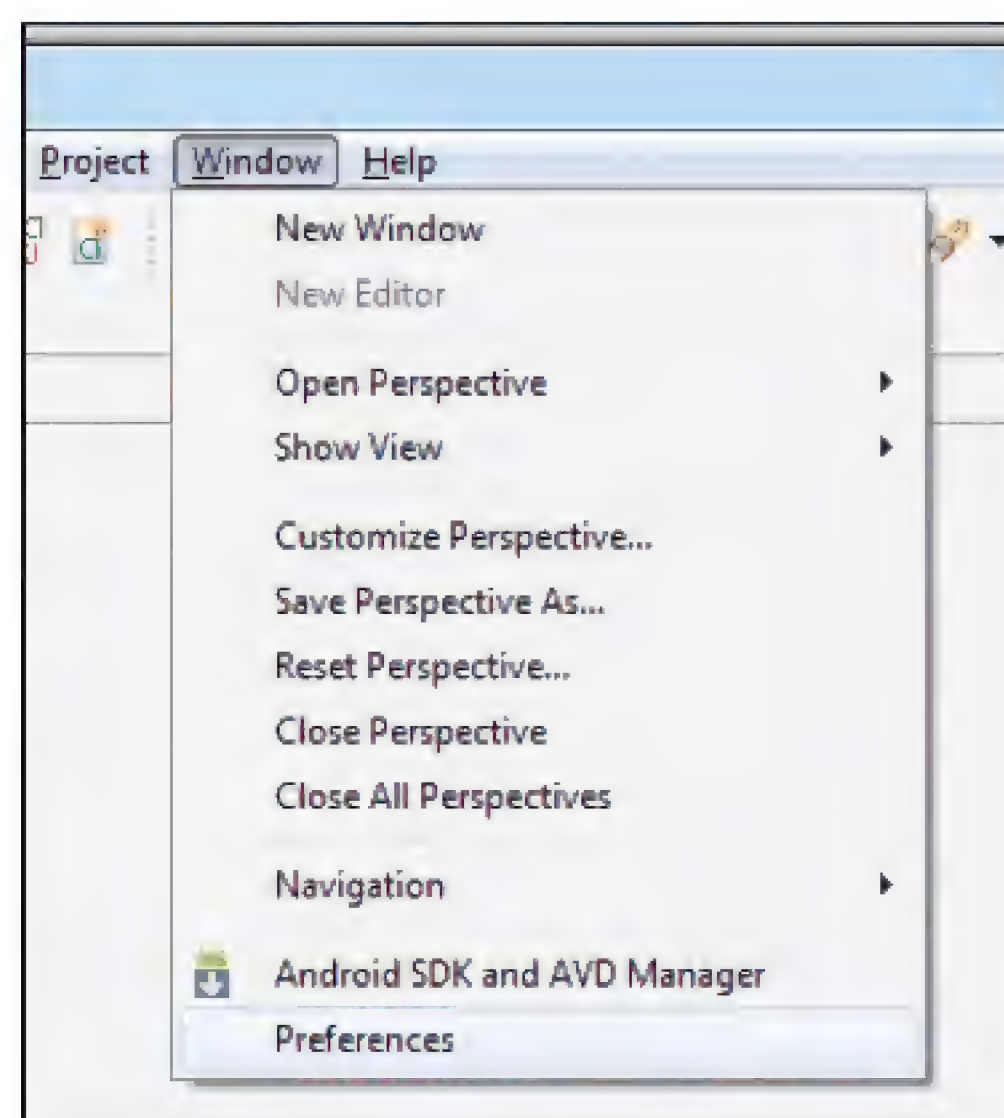 Project Window Help
New Window
New Editor
Open Perspective
Show View
Customize Perspective...
Save Perspective As...
Reset Perspective...
Close Perspective
Close All Perspectives
Navigation
Android SDK and AVD Manager
Preferences